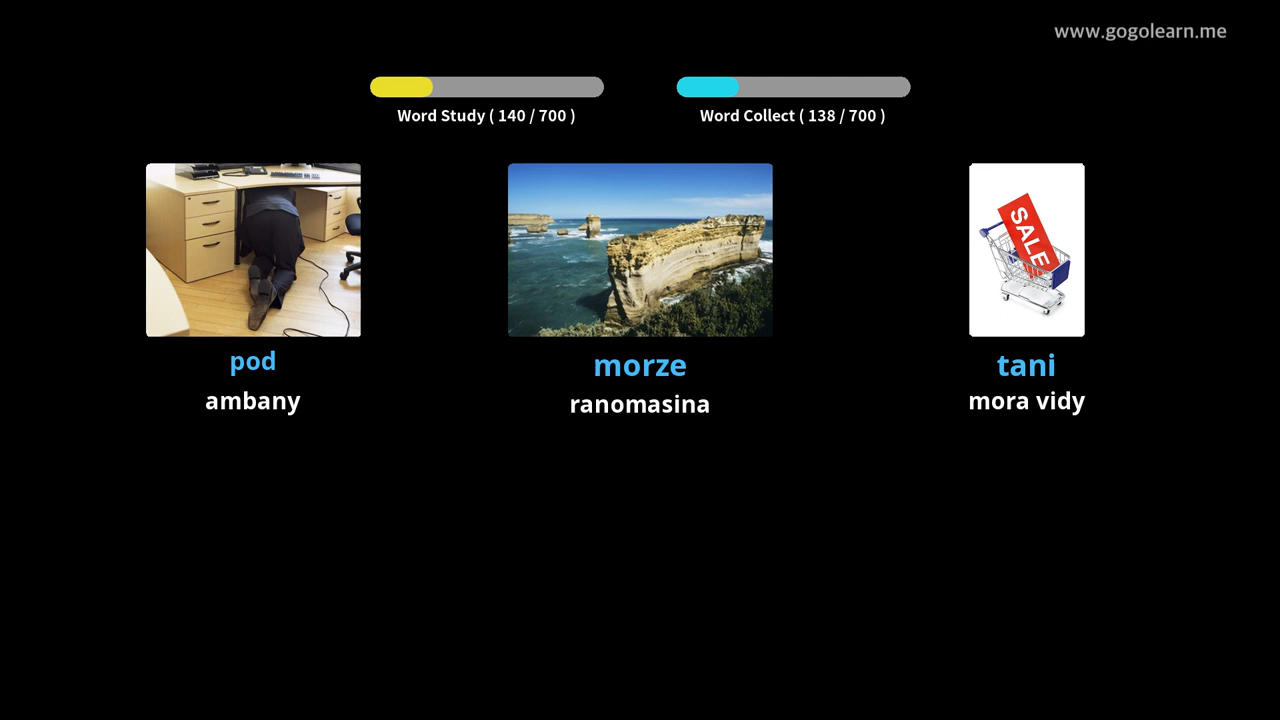 www.gogolearn.me
Word Study ( 140 / 700 )
Word Collect ( 138 / 700 )
SALE
pod
ambany
morze
ranomasina
tani
mora vidy